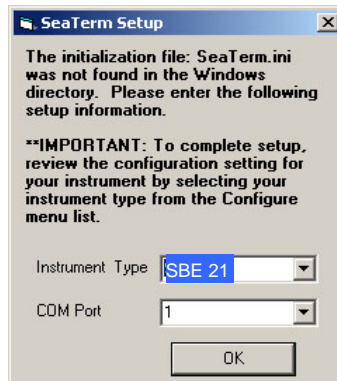 SeaTerm Setup
The initialization file: SeaTerm.ini
was not found in the Windows
directory.  Please enter the following
setup information.
**IMPORTANT:  To complete setup,
review the configuration setting for
your instrument by selecting your
instrument type from the Configure
menu list.
Instrument Type SBE 21
COM Port 1
OK